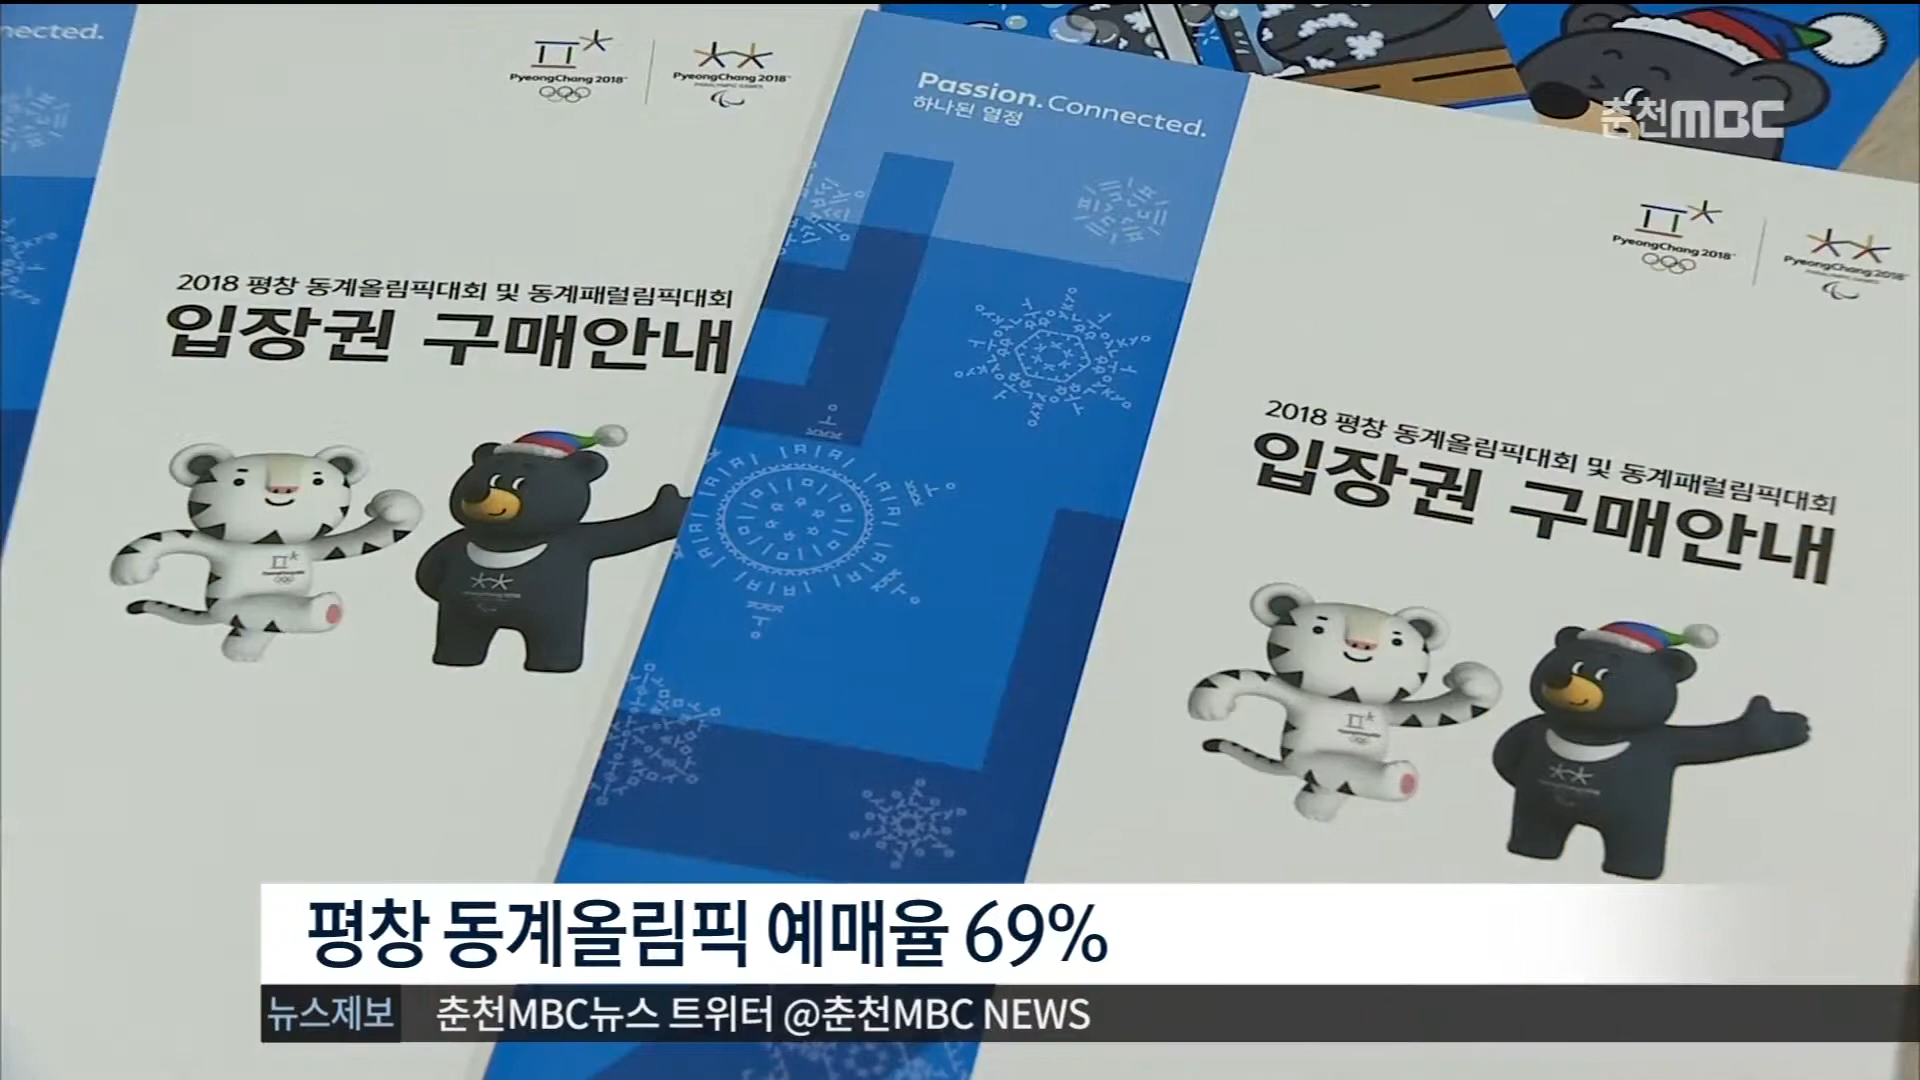 nected.
PyeongChang 2018
PyeongChang 2018
PARALYMPIC GAMES
Passion. Connected.
하나된 열정
춘천MBC
PyeongChang 2018
PyeongChang 2018
2018 평창 동계올림픽대회 및 동계패럴림픽대회
입장권 구매안내
2018 평창 동계올림픽대회 및 동계패럴림픽대회
입장권 구매안내
평창 동계올림픽 예매율 69%
뉴스제보 춘천MBC뉴스 트위터 @춘천MBC NEWS